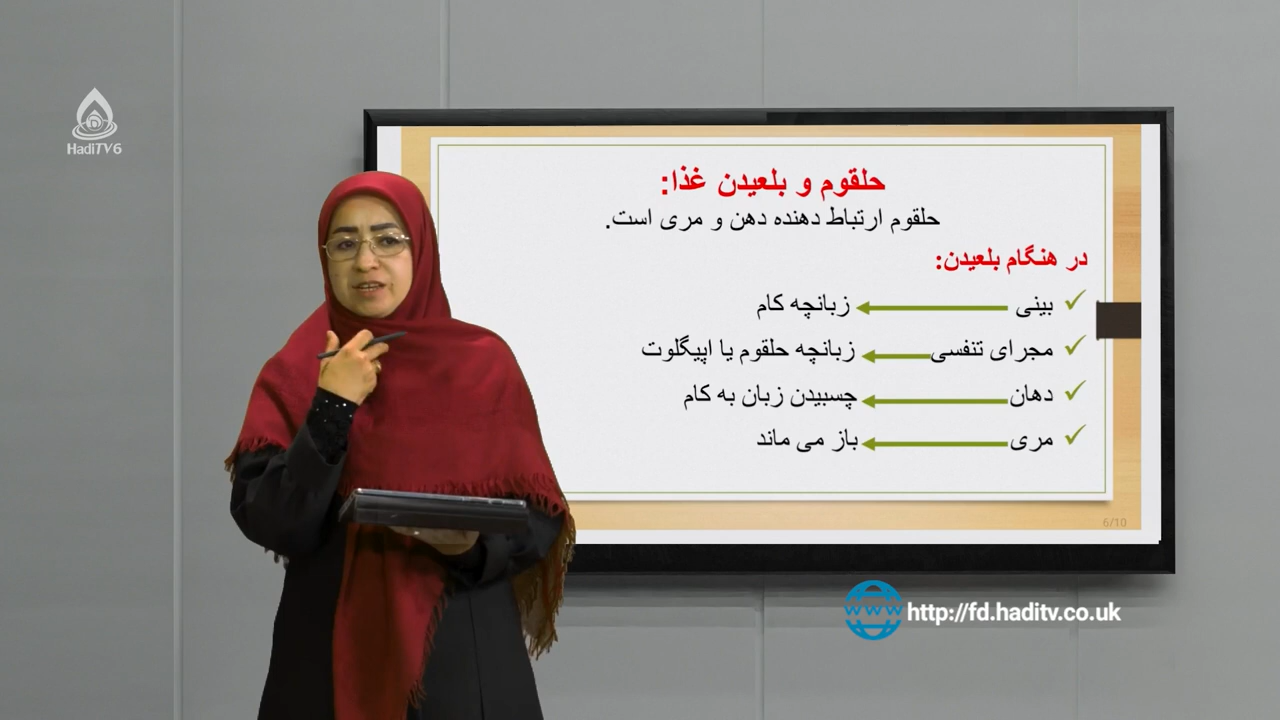 HadiTV6
حلقوم و بلعیدن غذا:
حلقوم ارتباط دهنده دهن و مری است.
در هنگام بلعیدن:
✓ بینی ← زبانچه کام
✓ مجرای تنفسی ← زبانچه حلقوم یا اپیگلوت
✓ دهان ← چسبیدن زبان به کام
✓ مری ← باز می ماند
6/10
www http://fd.haditv.co.uk